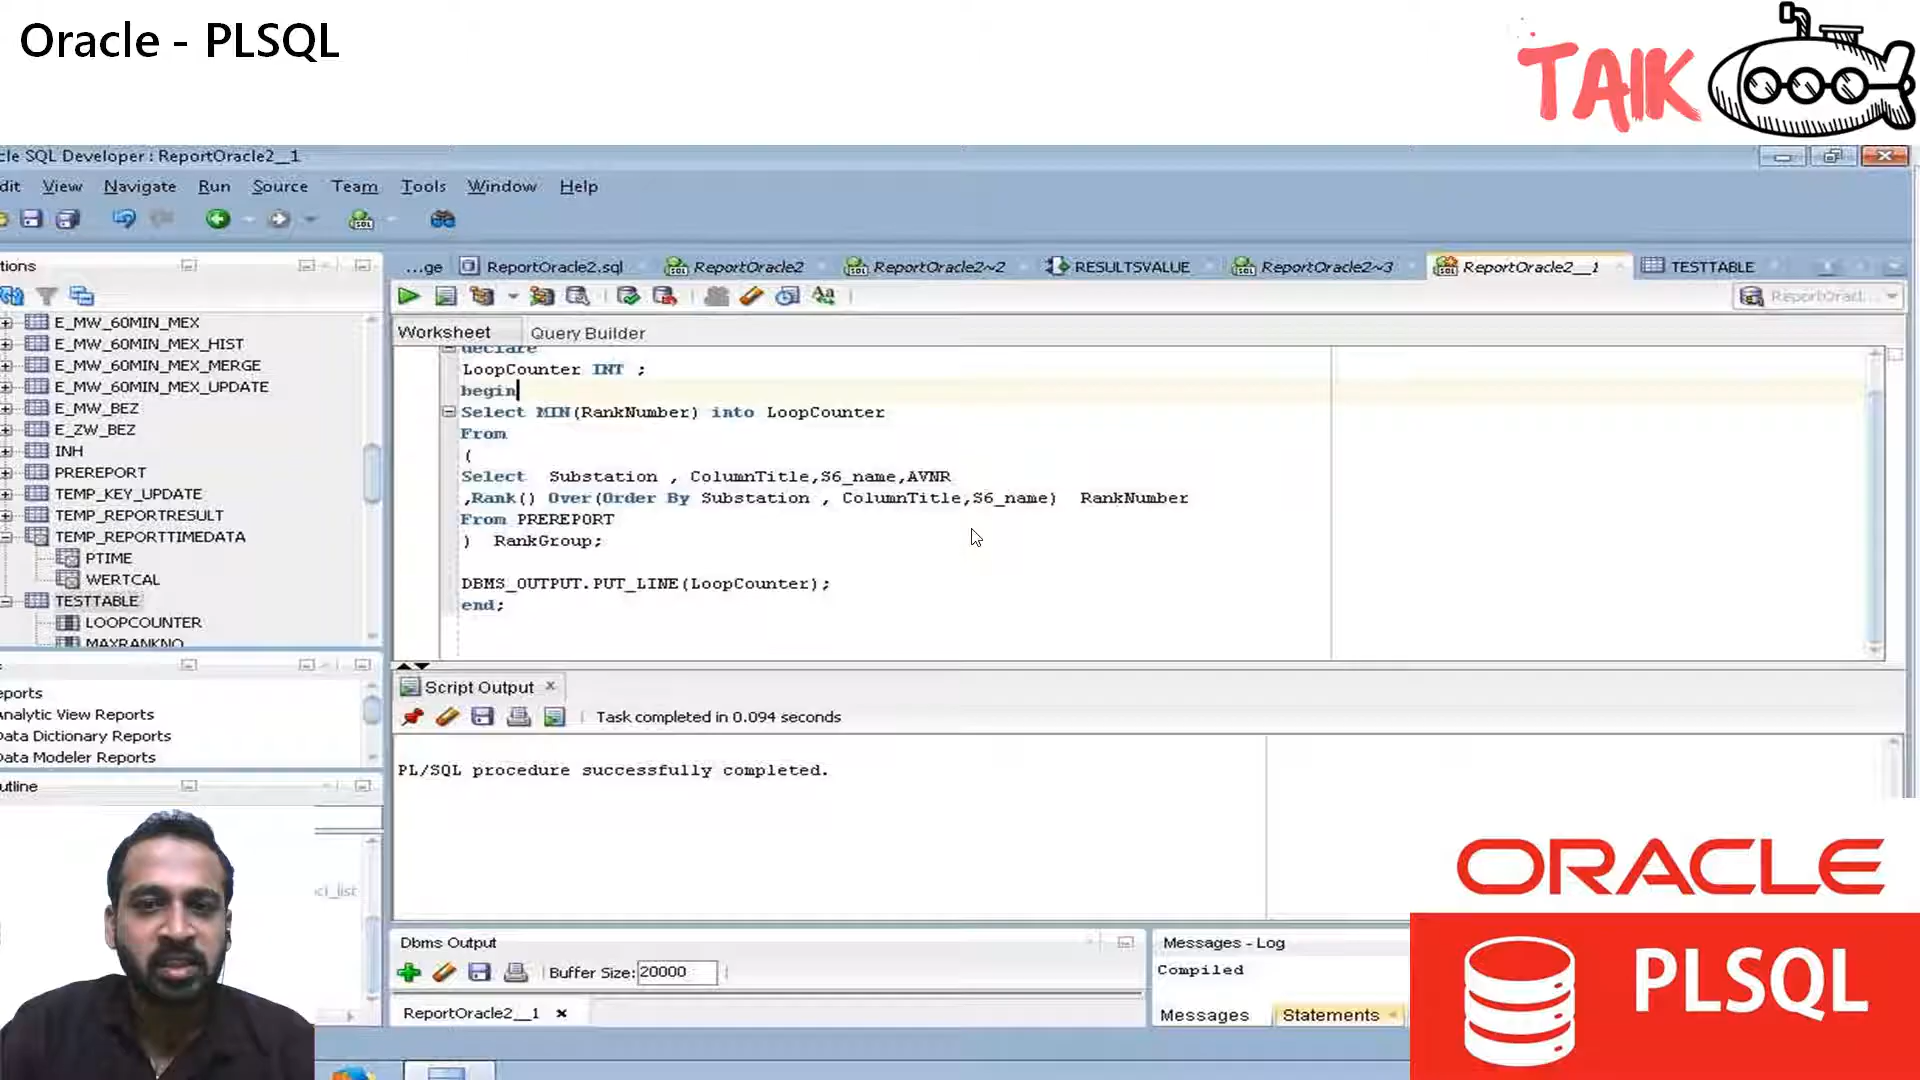 Oracle - PLSQL
TAIK
cle SQL Developer : ReportOracle2__1
dit View Navigate Run Source Team Tools Window Help
tions
...ge ReportOracle2.sql ReportOracle2 ReportOracle2~2 RESULTSVALUE ReportOracle2~3 ReportOracle2__1 TESTTABLE
ReportOracl...
Worksheet Query Builder
E_MW_60MIN_MEX
E_MW_60MIN_MEX_HIST
E_MW_60MIN_MEX_MERGE
E_MW_60MIN_MEX_UPDATE
E_MW_BEZ
E_ZW_BEZ
INH
PREREPORT
TEMP_KEY_UPDATE
TEMP_REPORTRESULT
TEMP_REPORTTIMEDATA
PTIME
WERTCAL
TESTTABLE
LOOPCOUNTER
MAXRANKNO
declare
LoopCounter INT ;
begin
Select MIN(RankNumber) into LoopCounter
From
(
Select Substation , ColumnTitle,S6_name,AVNR
,Rank() Over(Order By Substation , ColumnTitle,S6_name) RankNumber
From PREREPORT
) RankGroup;
DBMS_OUTPUT.PUT_LINE(LoopCounter);
end;
eports
Analytic View Reports
Data Dictionary Reports
Data Modeler Reports
utline
Script Output
Task completed in 0.094 seconds
PL/SQL procedure successfully completed.
Dbms Output
Buffer Size: 20000
ReportOracle2__1
Messages - Log
Compiled
Messages Statements
ORACLE
PLSQL